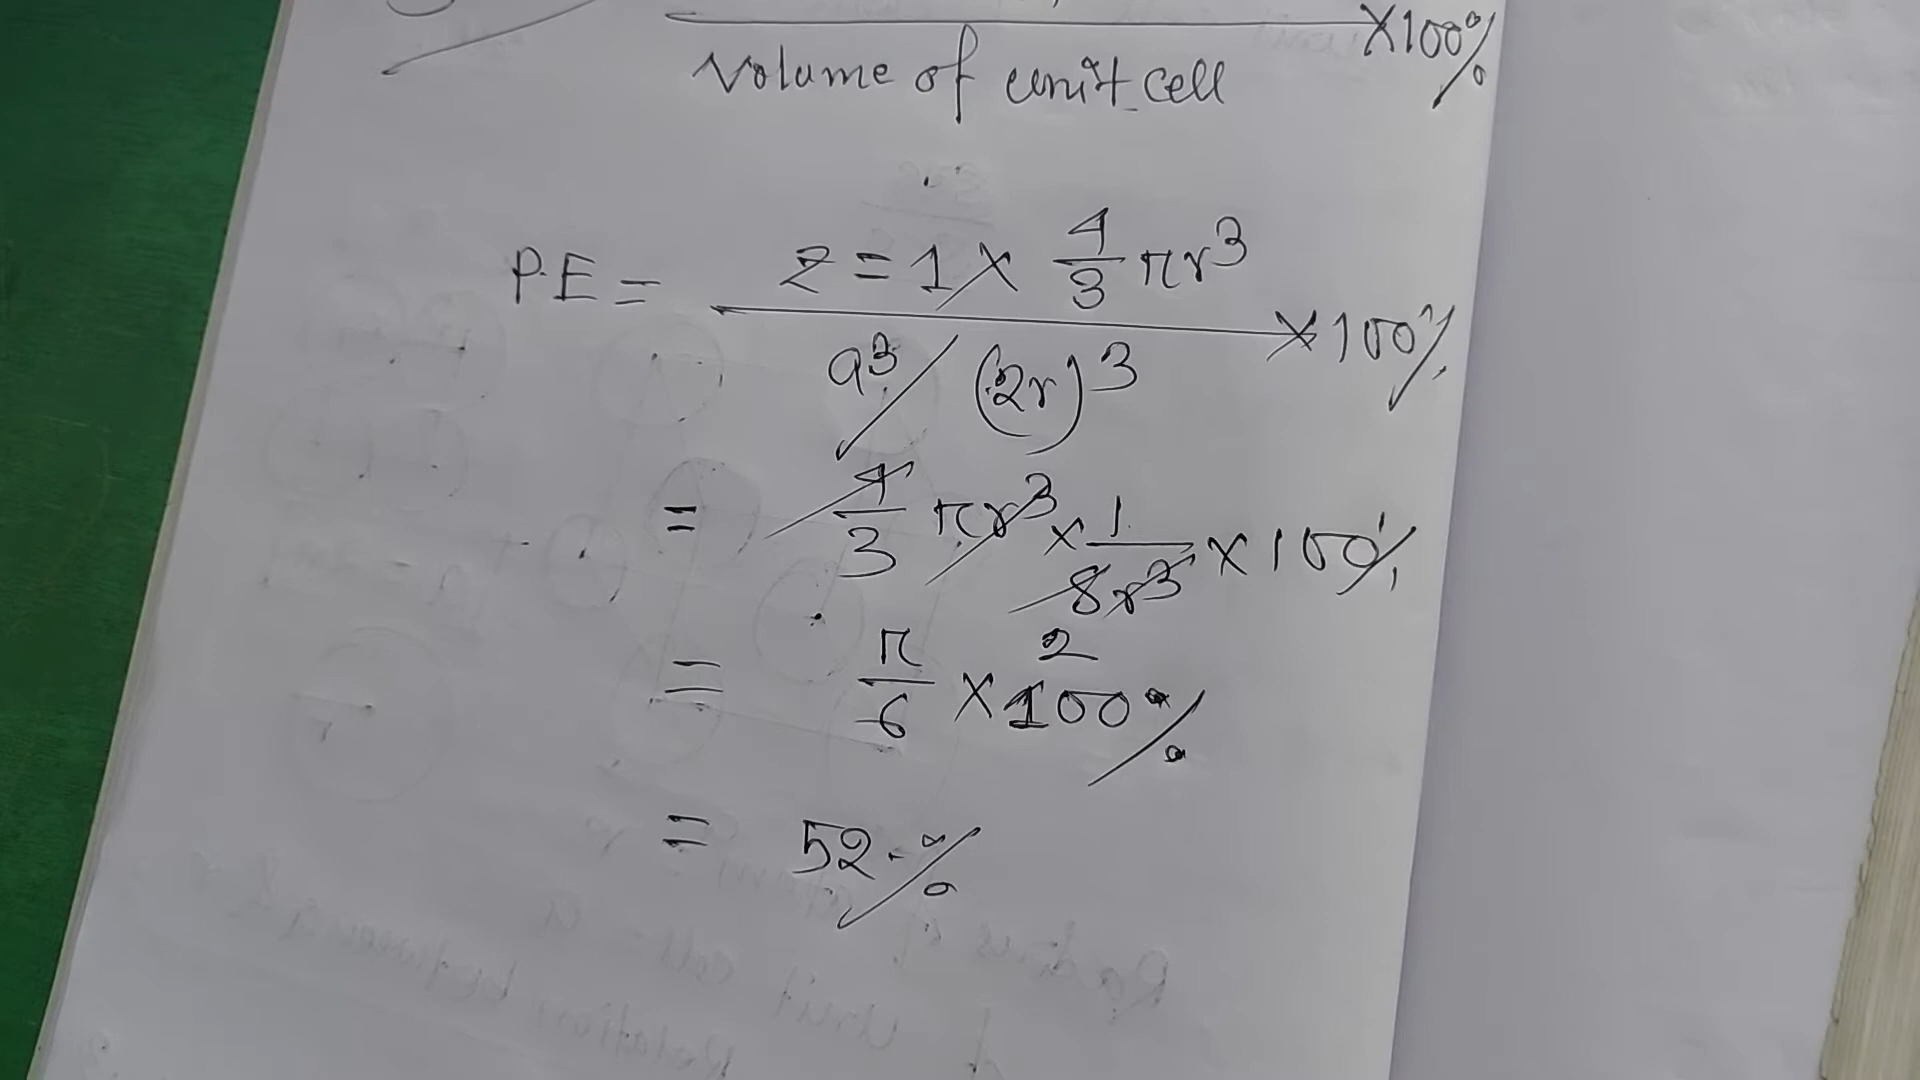 ×100%
Volume of unit cell
P.E = z = 1 × 4/3 πr³ / a³/(2r)³ × 100%
= 4/3 πr³ × 1/8r³ × 100%
2
= π/6 × 100%
= 52.%